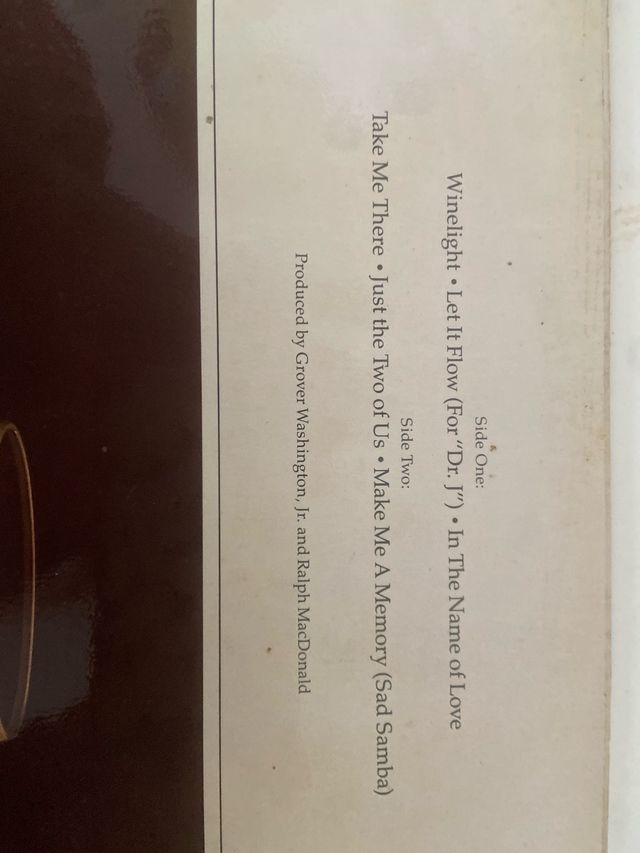 Side One:
Winelight • Let It Flow (For "Dr. J") • In The Name of Love
Side Two:
Take Me There • Just the Two of Us • Make Me A Memory (Sad Samba)
Produced by Grover Washington, Jr. and Ralph MacDonald